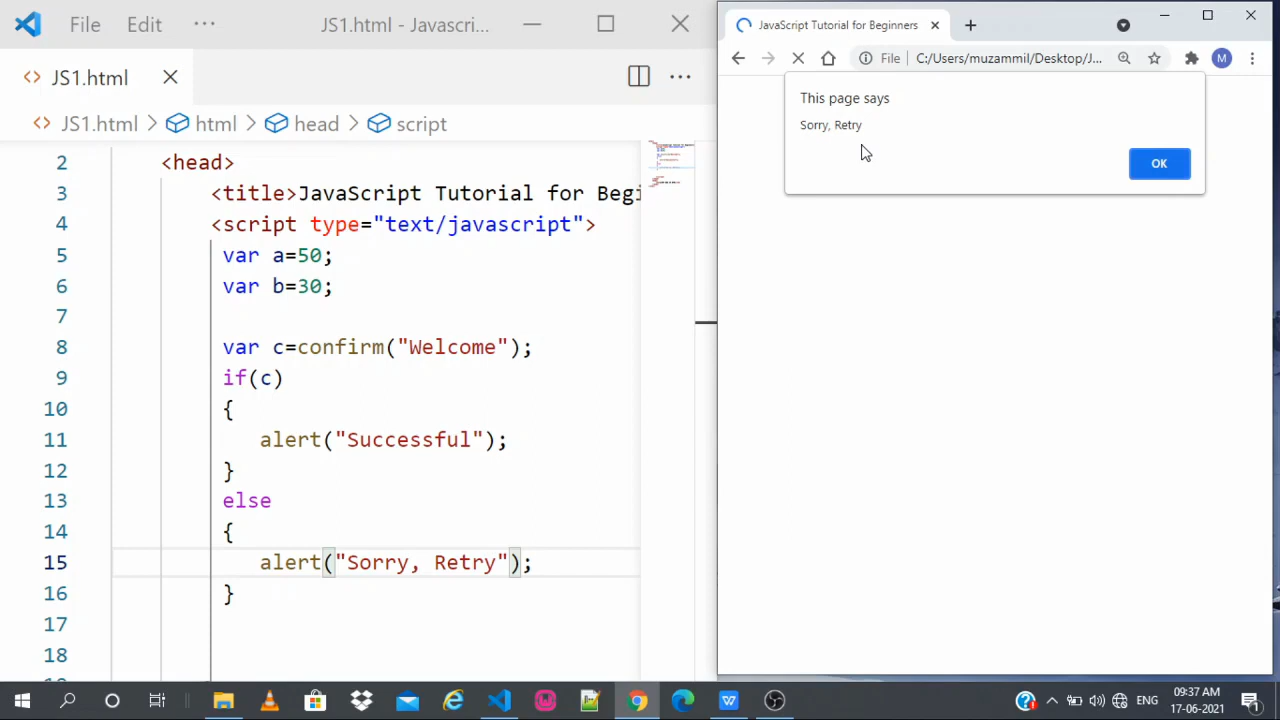 File Edit ··· JS1.html - Javascri...
JS1.html
JS1.html > html > head > script
2 <head>
3 <title>JavaScript Tutorial for Begi
4 <script type="text/javascript">
5 var a=50;
6 var b=30;
7
8 var c=confirm("Welcome");
9 if(c)
10 {
11 alert("Successful");
12 }
13 else
14 {
15 alert("Sorry, Retry");
16 }
17
18
JavaScript Tutorial for Beginners
File | C:/Users/muzammil/Desktop/J... M
This page says
Sorry, Retry
OK
ENG 09:37 AM
17-06-2021 1